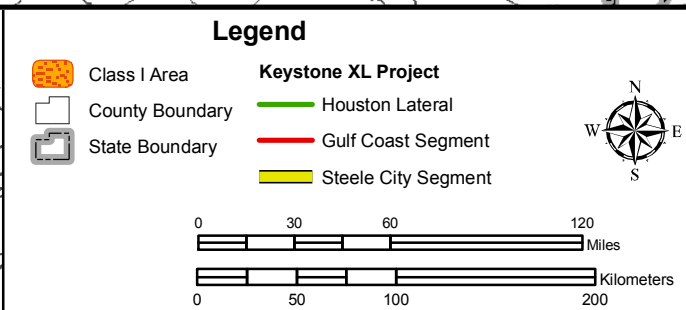 Legend
Class I Area
County Boundary
State Boundary
Keystone XL Project
Houston Lateral
Gulf Coast Segment
Steele City Segment
N
W E
S
0 30 60 120
Miles
Kilometers
0 50 100 200